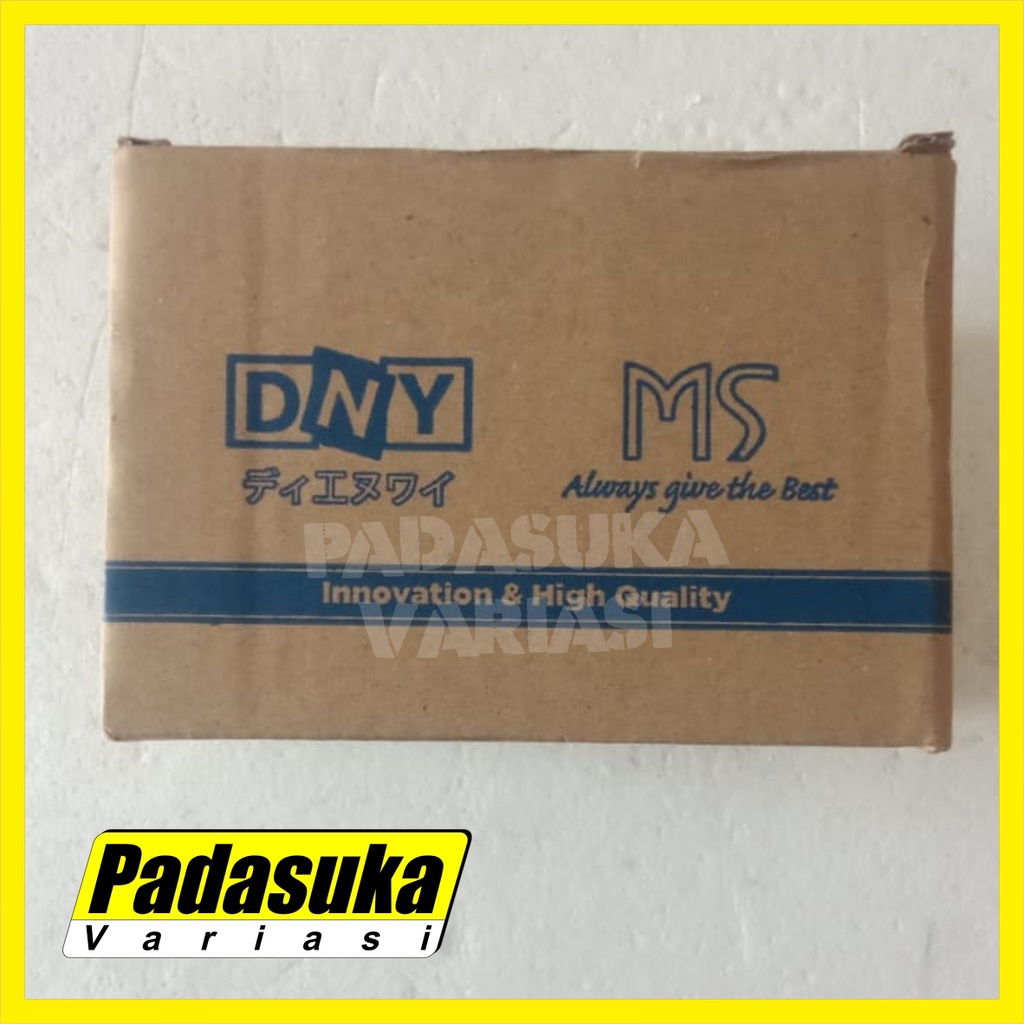 DNY
ディエヌワイ
MS
Always give the Best
PADASUKA
VARIASI
Innovation & High Quality
Padasuka
Variasi